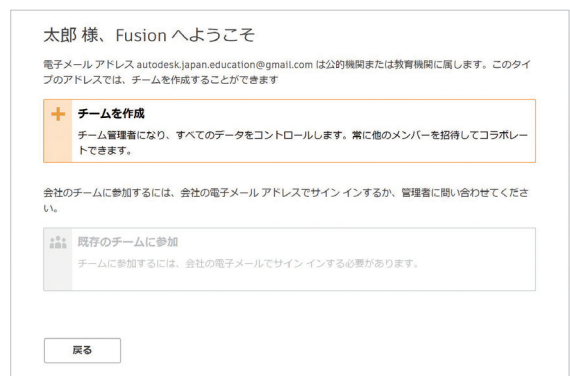 太郎 様、Fusion へようこそ
電子メール アドレス autodesk.japan.education@gmail.com は公的機関または教育機関に属します。このタイ
プのアドレスでは、チームを作成することができます
チームを作成
チーム管理者になり、すべてのデータをコントロールします。常に他のメンバーを招待してコラボレー
トできます。
会社のチームに参加するには、会社の電子メール アドレスでサイン インするか、管理者に問い合わせてくださ
い。
既存のチームに参加
チームに参加するには、会社の電子メールでサイン インする必要があります。
戻る